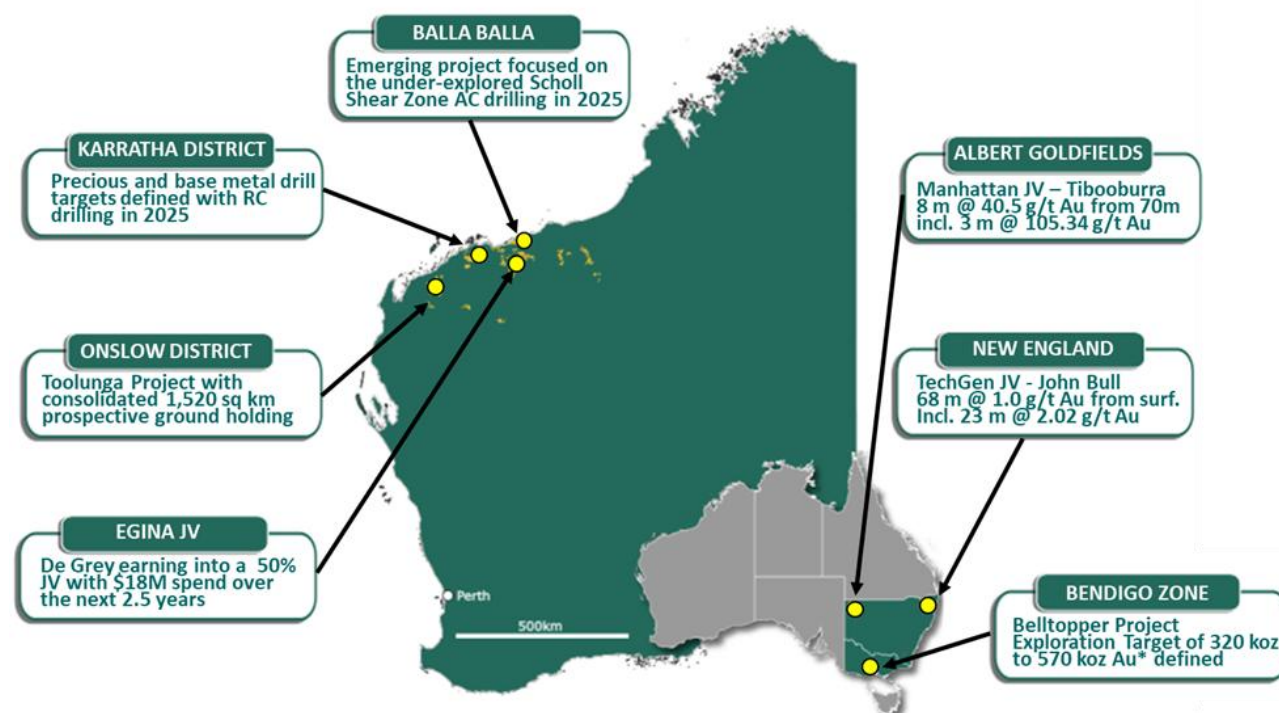 BALLA BALLA
Emerging project focused on
the under-explored Scholl
Shear Zone AC drilling in 2025
KARRATHA DISTRICT
Precious and base metal drill
targets defined with RC
drilling in 2025
ONSLOW DISTRICT
Toolunga Project with
consolidated 1,520 sq km
prospective ground holding
EGINA JV
De Grey earning into a 50%
JV with $18M spend over
the next 2.5 years
Perth
500km
ALBERT GOLDFIELDS
Manhattan JV – Tibooburra
8 m @ 40.5 g/t Au from 70m
incl. 3 m @ 105.34 g/t Au
NEW ENGLAND
TechGen JV - John Bull
68 m @ 1.0 g/t Au from surf.
Incl. 23 m @ 2.02 g/t Au
BENDIGO ZONE
Belltopper Project
Exploration Target of 320 koz
to 570 koz Au* defined